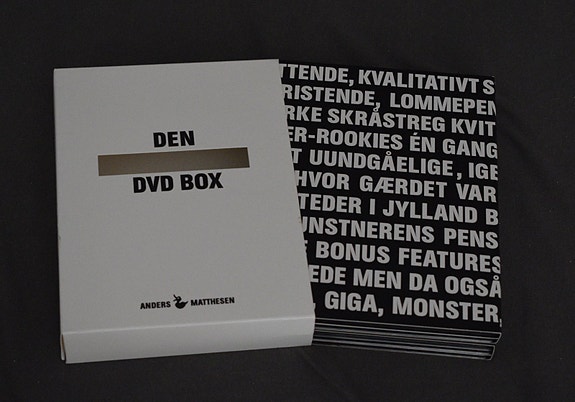 DEN
DVD BOX
ANDERS MATTHESEN
TTENDE, KVALITATIVT S
RISTENDE, LOMMEPEN
RKE SKRÅSTREG KVIT
ER-ROOKIES ÉN GANG
T UUNDGÅELIGE, IGE
HVOR GÆRDET VAR
TEDER I JYLLAND B
UNSTNERENS PENS
F BONUS FEATURES
EDE MEN DA OGSÅ
, GIGA, MONSTER,